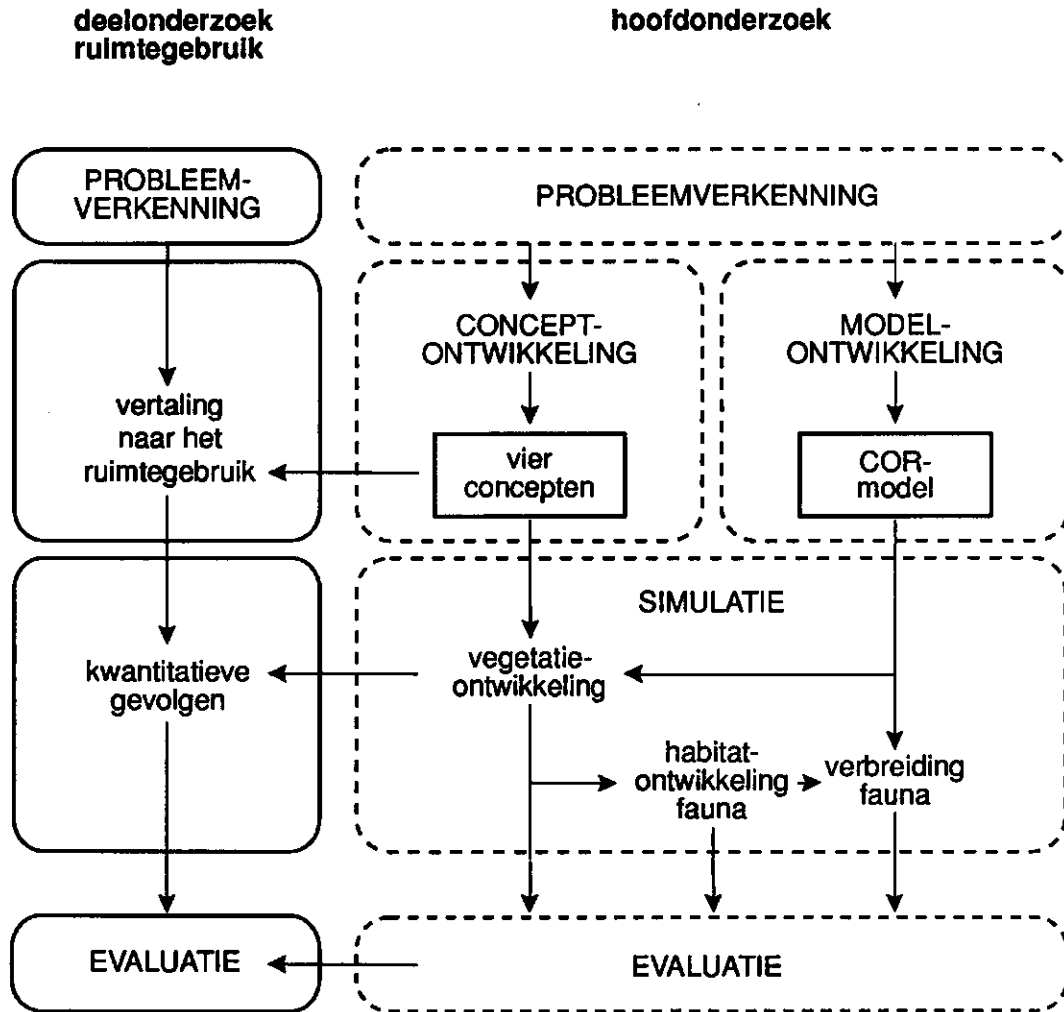 deelonderzoek
ruimtegebruik
hoofdonderzoek
PROBLEEM-
VERKENNING
PROBLEEMVERKENNING
CONCEPT-
ONTWIKKELING
MODEL-
ONTWIKKELING
vertaling
naar het
ruimtegebruik
vier
concepten
COR-
model
SIMULATIE
kwantitatieve
gevolgen
vegetatie-
ontwikkeling
habitat-
ontwikkeling
fauna
verbreiding
fauna
EVALUATIE
EVALUATIE